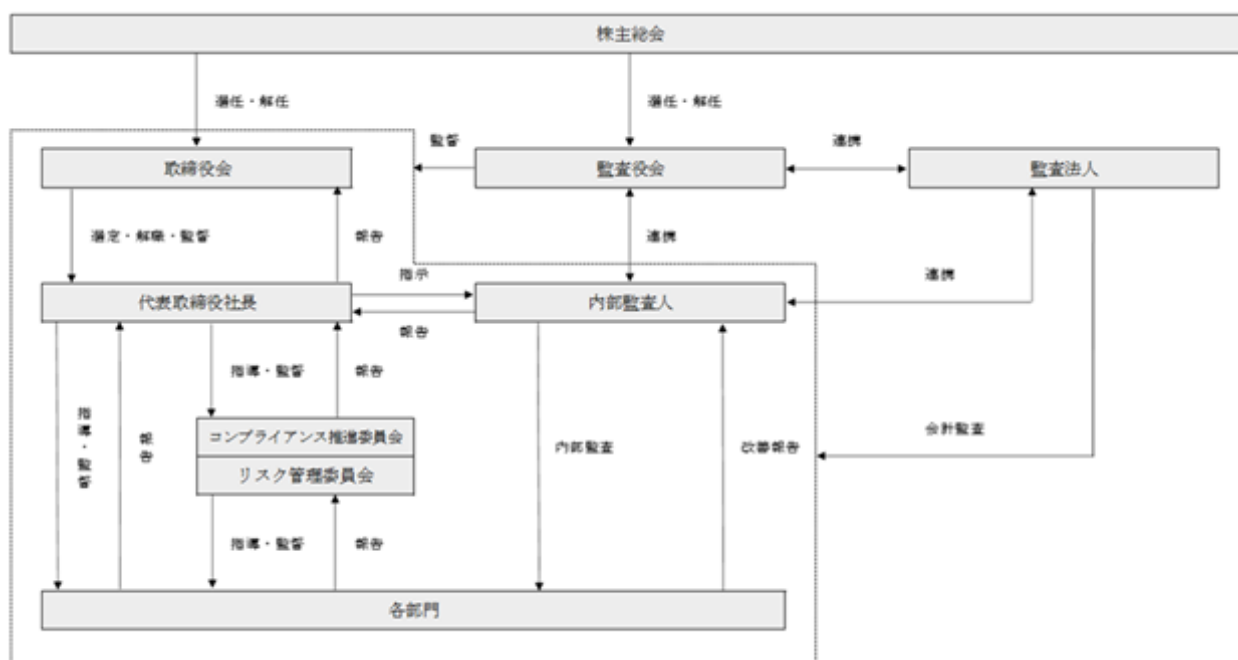 株主総会
選任・解任
選任・解任
監督
連携
取締役会
監査役会
監査法人
選定・解職・監督
報告
連携
指示
連携
代表取締役社長
内部監査人
報告
指導・監督
報告
指導・監督
報告
コンプライアンス推進委員会
リスク管理委員会
内部監査
改善報告
会計監査
指導・監督
報告
各部門